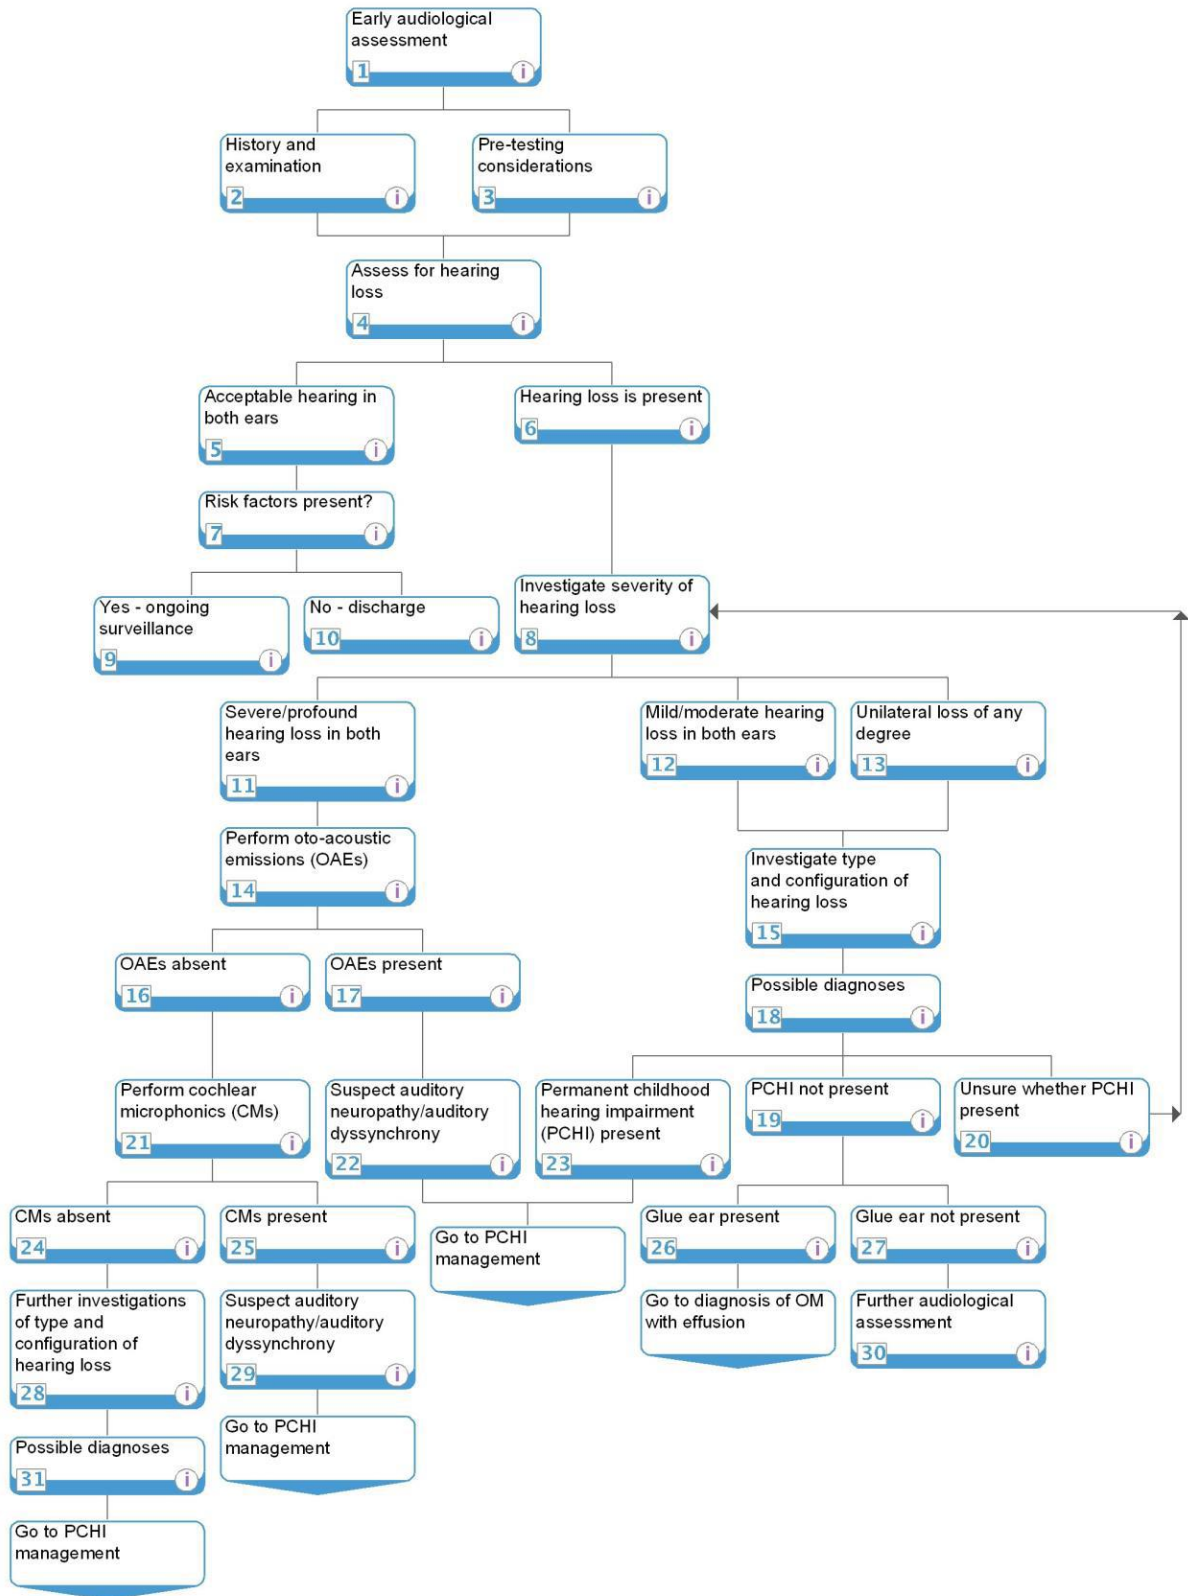 Early audiological
assessment
1
i
History and
examination
2
i
Pre-testing
considerations
3
i
Assess for hearing
loss
4
i
Acceptable hearing in
both ears
5
i
Hearing loss is present
6
i
Risk factors present?
7
i
Investigate severity of
hearing loss
8
i
Yes - ongoing
surveillance
9
i
No - discharge
10
i
Severe/profound
hearing loss in both
ears
11
i
Mild/moderate hearing
loss in both ears
12
i
Unilateral loss of any
degree
13
i
Perform oto-acoustic
emissions (OAEs)
14
i
Investigate type
and configuration of
hearing loss
15
i
OAEs absent
16
i
OAEs present
17
i
Possible diagnoses
18
i
Perform cochlear
microphonics (CMs)
21
i
Suspect auditory
neuropathy/auditory
dyssynchrony
22
i
Permanent childhood
hearing impairment
(PCHI) present
23
i
PCHI not present
19
i
Unsure whether PCHI
present
20
i
CMs absent
24
i
CMs present
25
i
Go to PCHI
management
Glue ear present
26
i
Glue ear not present
27
i
Further investigations
of type and
configuration of
hearing loss
28
i
Suspect auditory
neuropathy/auditory
dyssynchrony
29
i
Go to diagnosis of OM
with effusion
Further audiological
assessment
30
i
Possible diagnoses
31
i
Go to PCHI
management
Go to PCHI
management